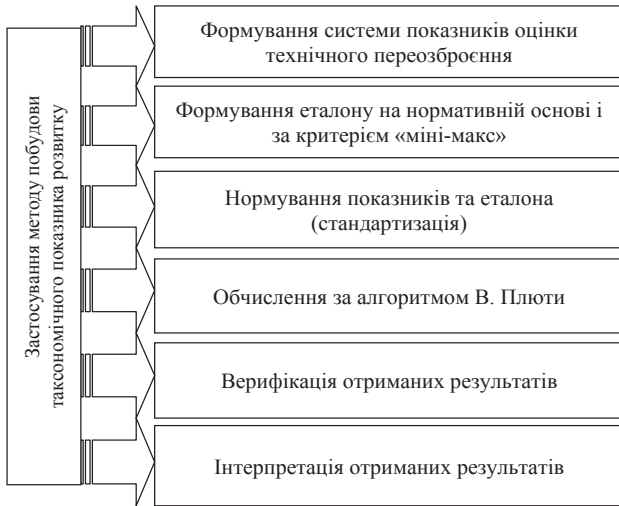 Застосування методу побудови
таксономічного показника розвитку
Формування системи показників оцінки
технічного переозброєння
Формування еталону на нормативній основі і
за критерієм «міні-макс»
Нормування показників та еталона
(стандартизація)
Обчислення за алгоритмом В. Плюти
Верифікація отриманих результатів
Інтерпретація отриманих результатів